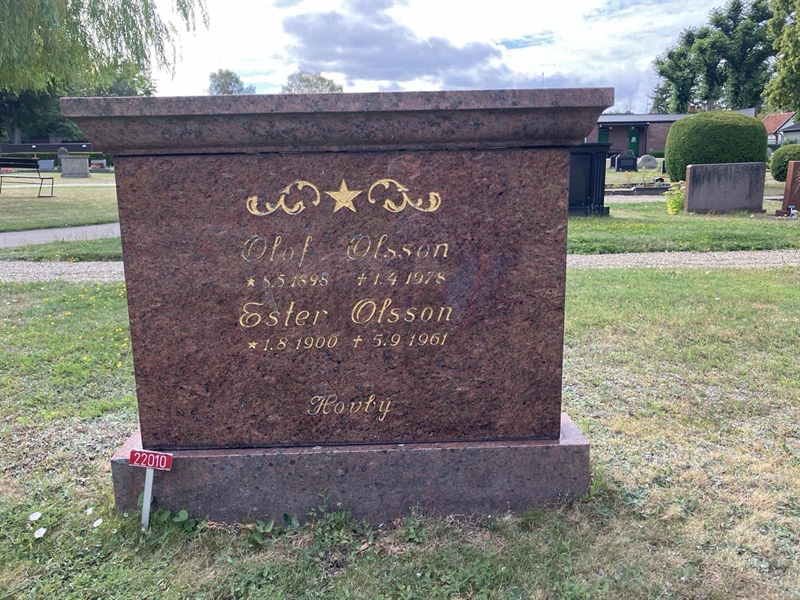 Olof Olsson
* 8.5.1898 † 1.4 1978
Ester Olsson
* 1.8 1900 † 5.9 1961
Hovby
22010